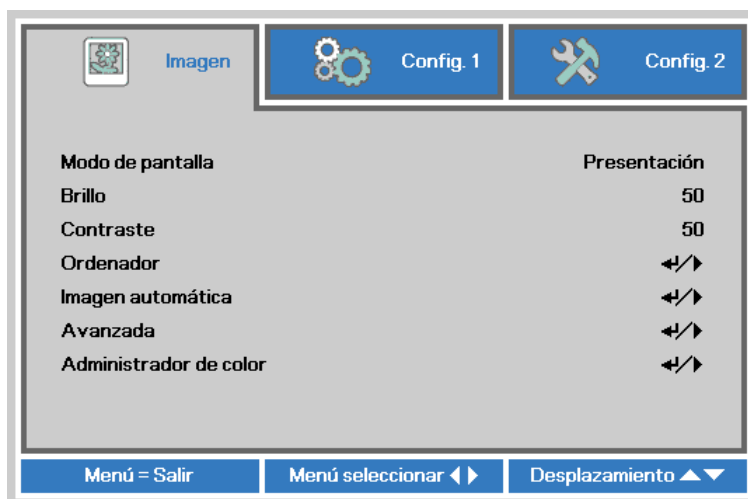 Imagen Config. 1 Config. 2
Modo de pantalla Presentación
Brillo 50
Contraste 50
Ordenador
Imagen automática
Avanzada
Administrador de color
Menú = Salir Menú seleccionar Desplazamiento